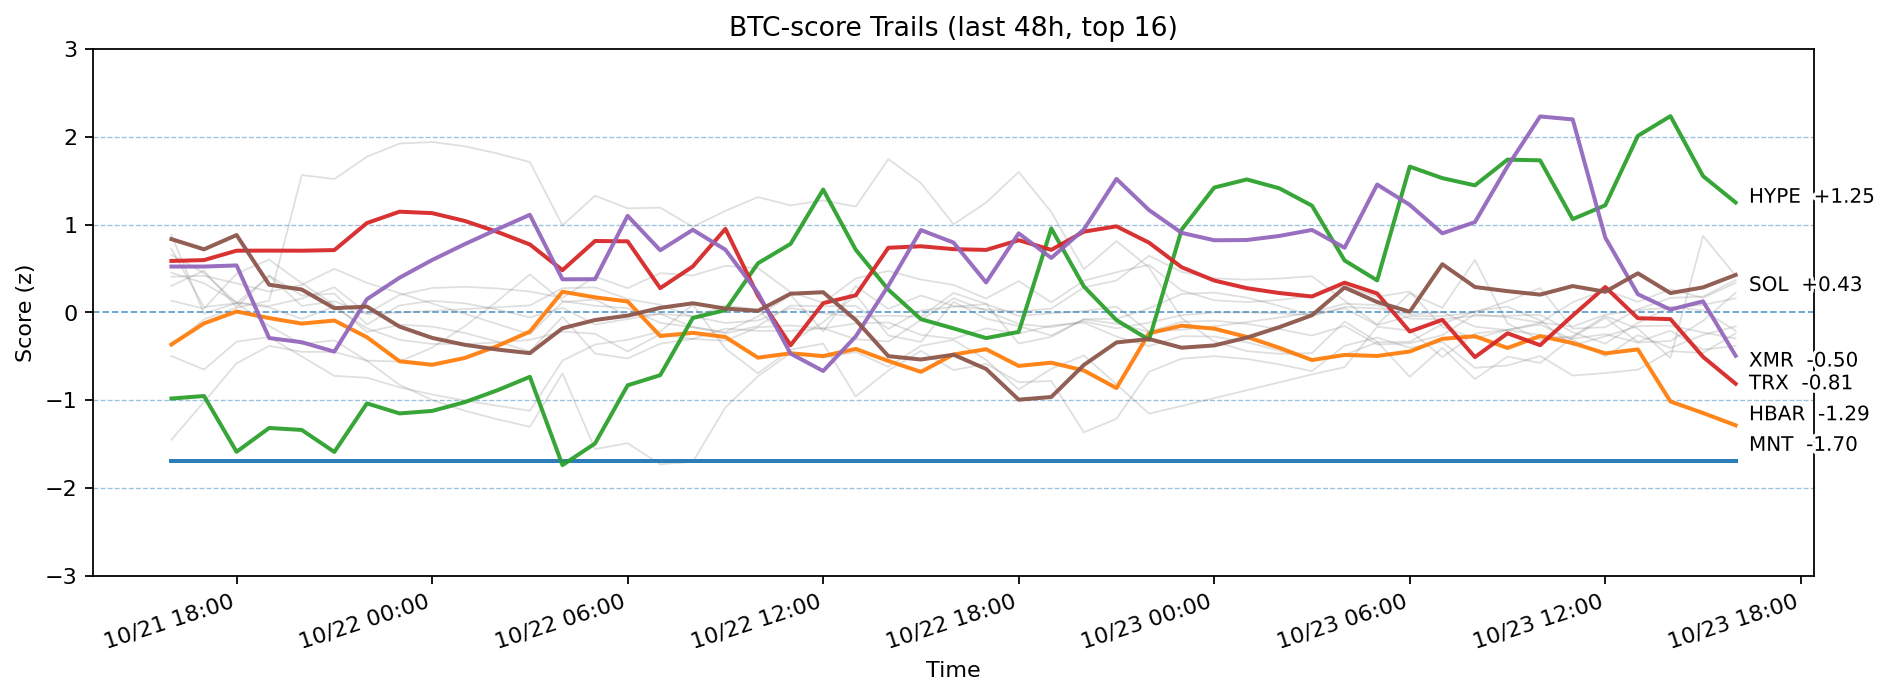 BTC-score Trails (last 48h, top 16)
Score (z)
3
2
1
0
−1
−2
−3
HYPE +1.25
SOL +0.43
XMR -0.50
TRX -0.81
HBAR -1.29
MNT -1.70
10/21 18:00
10/22 00:00
10/22 06:00
10/22 12:00
10/22 18:00
10/23 00:00
10/23 06:00
10/23 12:00
10/23 18:00
Time